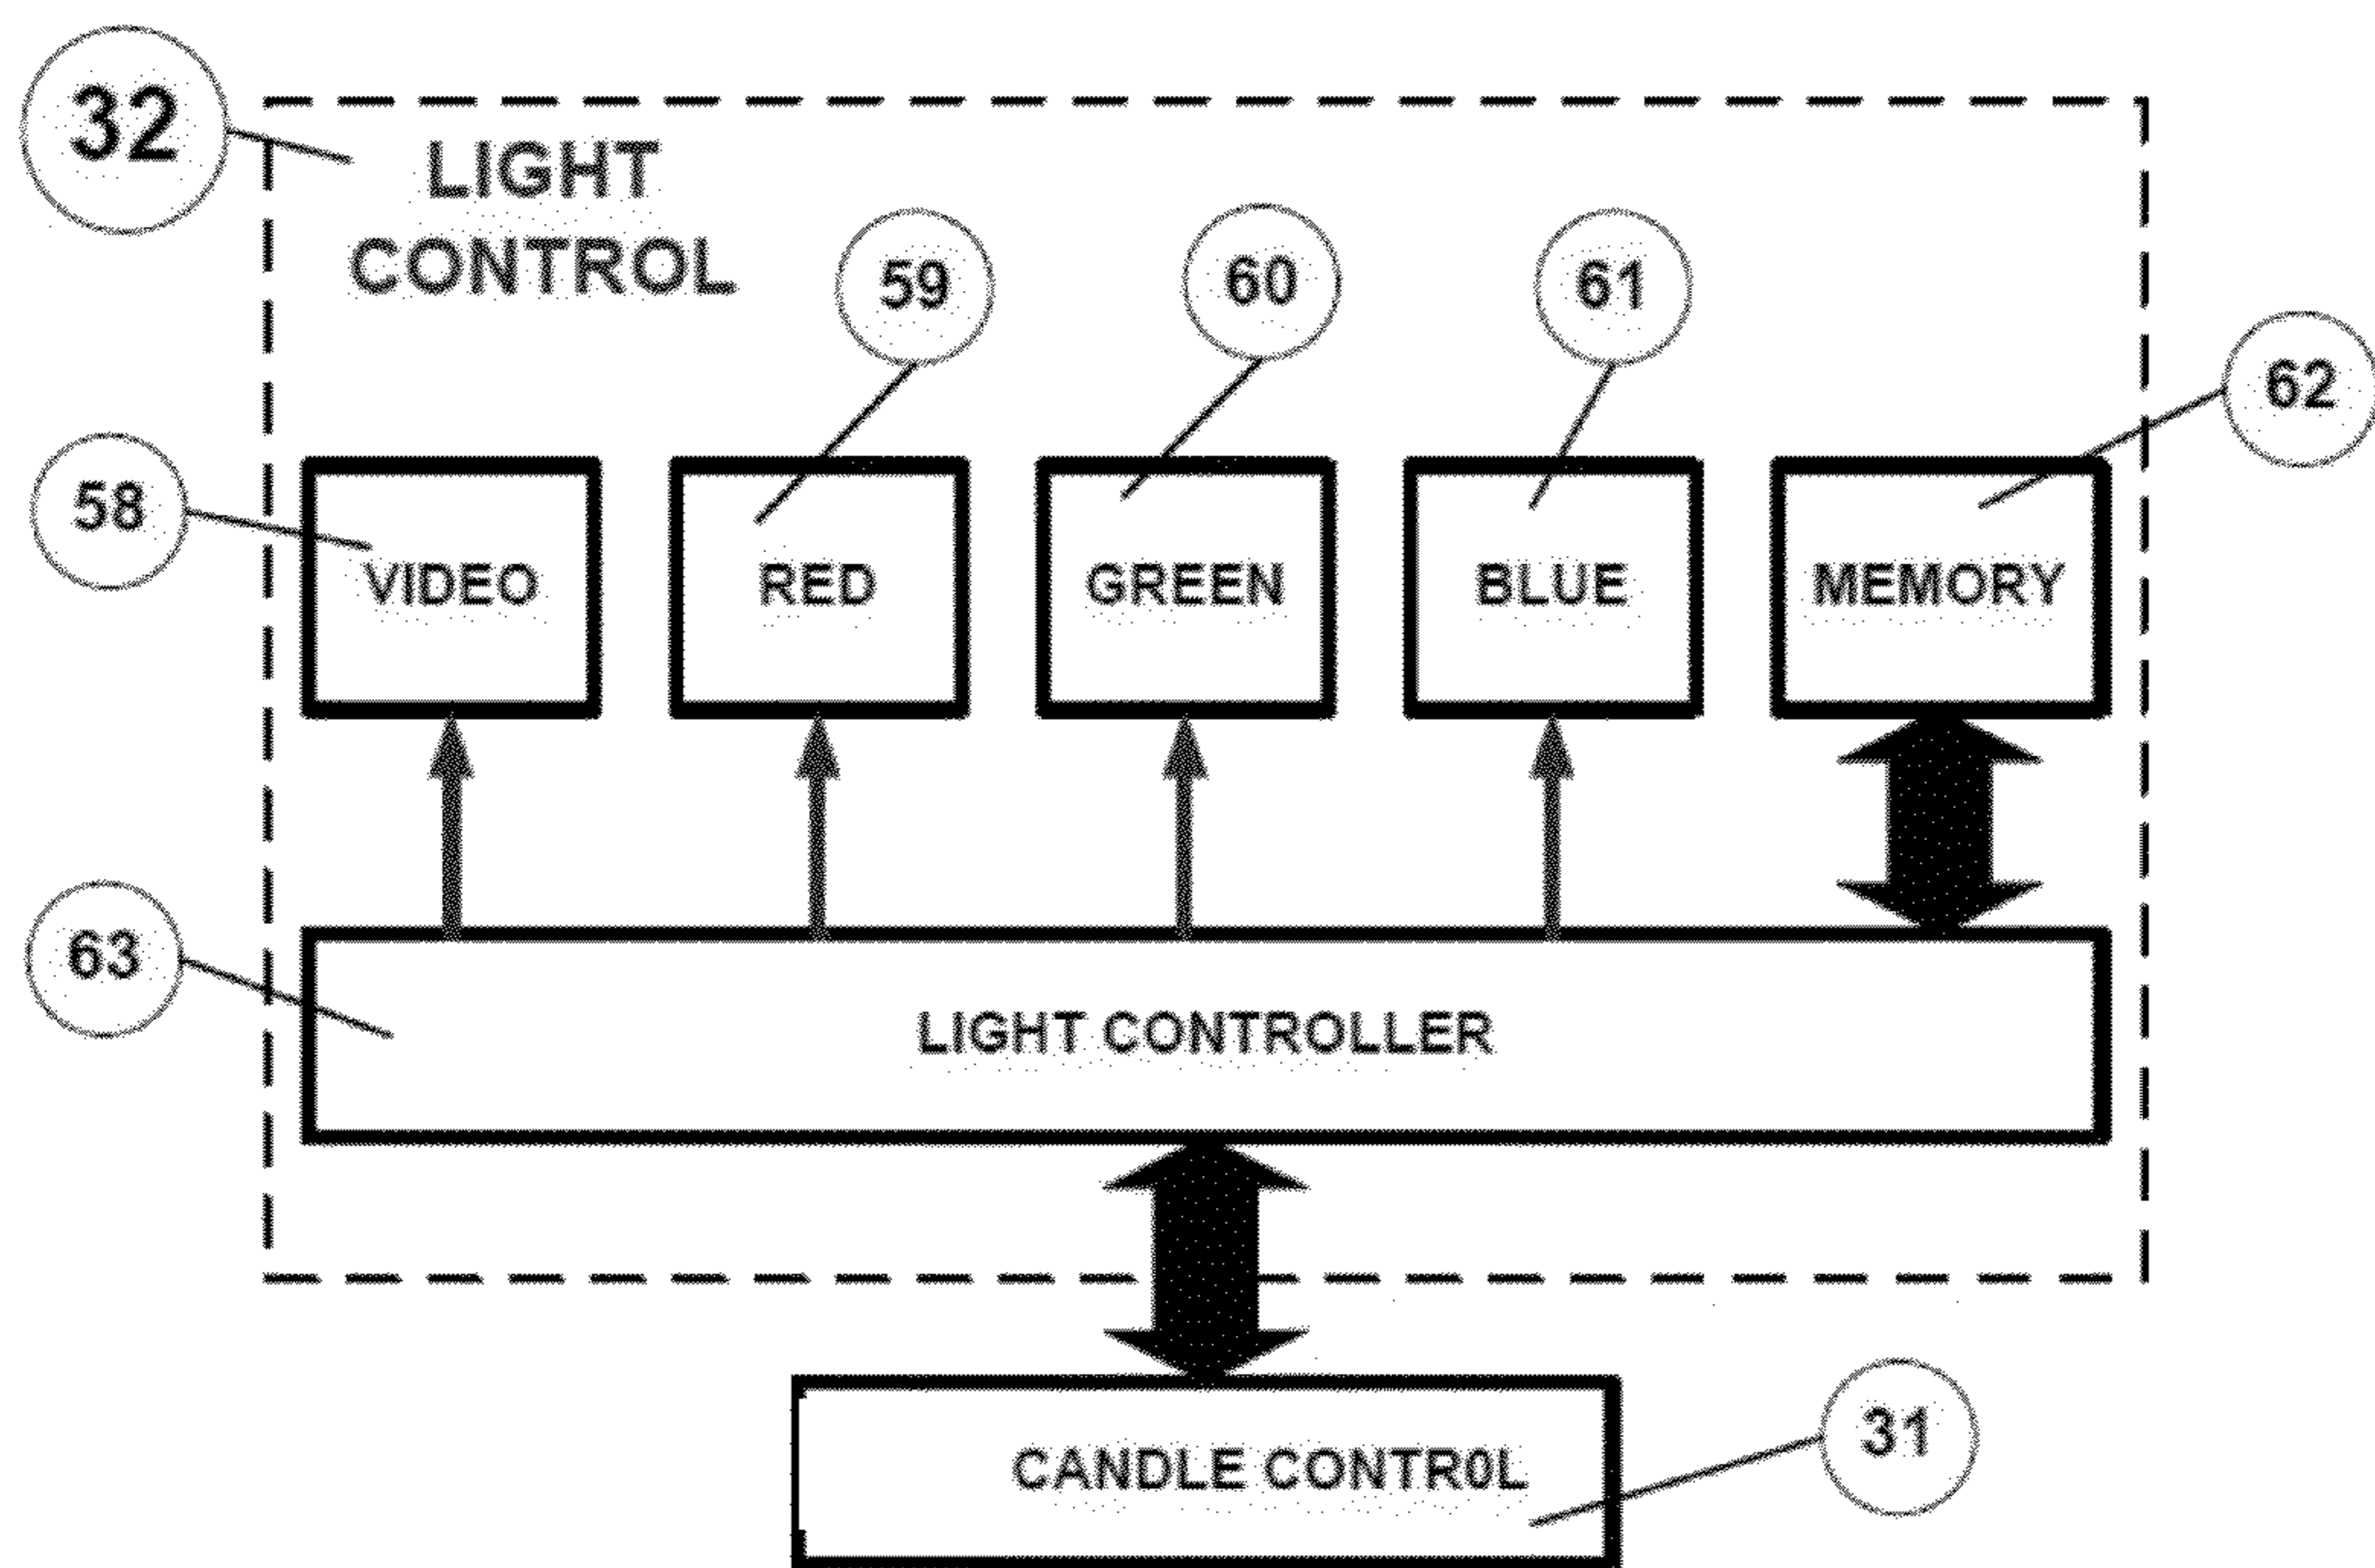 32
LIGHT
CONTROL
59
60
61
62
58
VIDEO
RED
GREEN
BLUE
MEMORY
63
LIGHT CONTROLLER
CANDLE CONTR0L
31